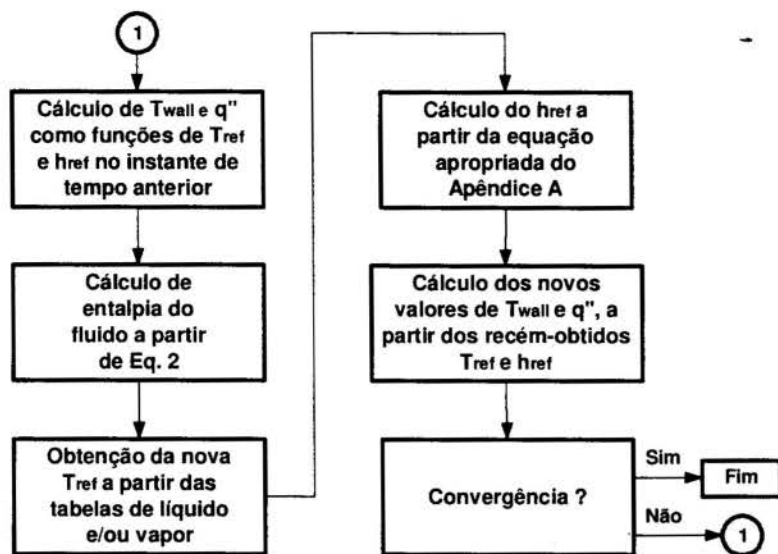 1
Cálculo de Twall e q"
como funções de Tref
e href no instante de
tempo anterior
Cálculo de
entalpia do
fluido a partir
de Eq. 2
Obtenção da nova
Tref a partir das
tabelas de líquido
e/ou vapor
Cálculo do href a
partir da equação
apropriada do
Apêndice A
Cálculo dos novos
valores de Twall e q", a
partir dos recém-obtidos
Tref e href
Convergência ?
Sim
Fim
Não
1